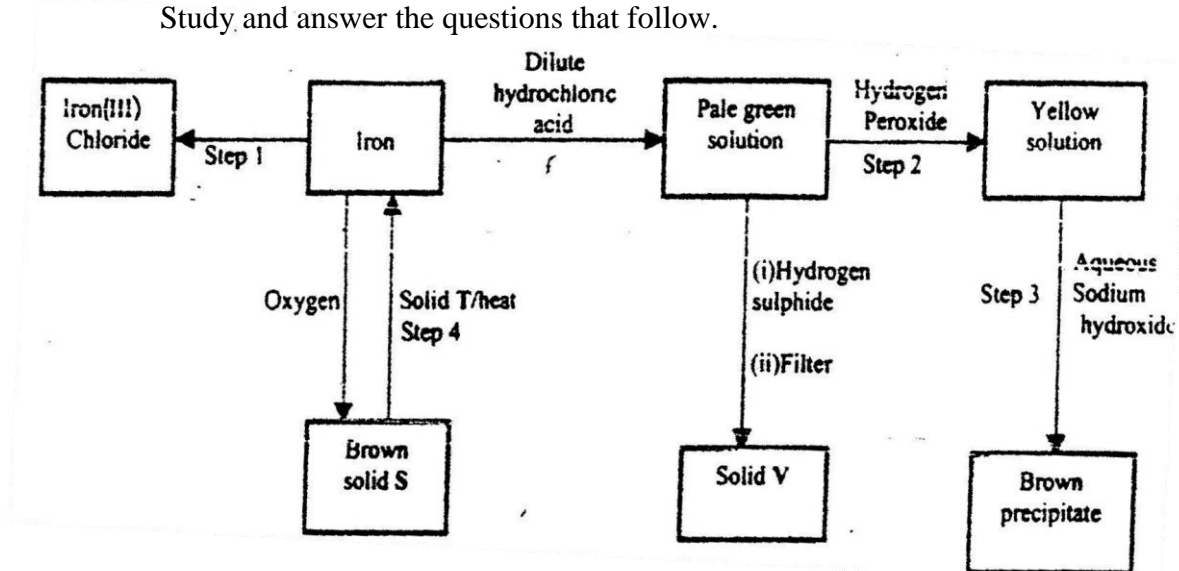 Study and answer the questions that follow.
Iron(III)
Chloride
Step 1
Iron
Dilute
hydrochloric
acid
f
Pale green
solution
Hydrogen
Peroxide
Step 2
Yellow
solution
Oxygen
Solid T/heat
Step 4
(i)Hydrogen
sulphide
(ii)Filter
Step 3
Aqueous
Sodium
hydroxide
Brown
solid S
Solid V
Brown
precipitate